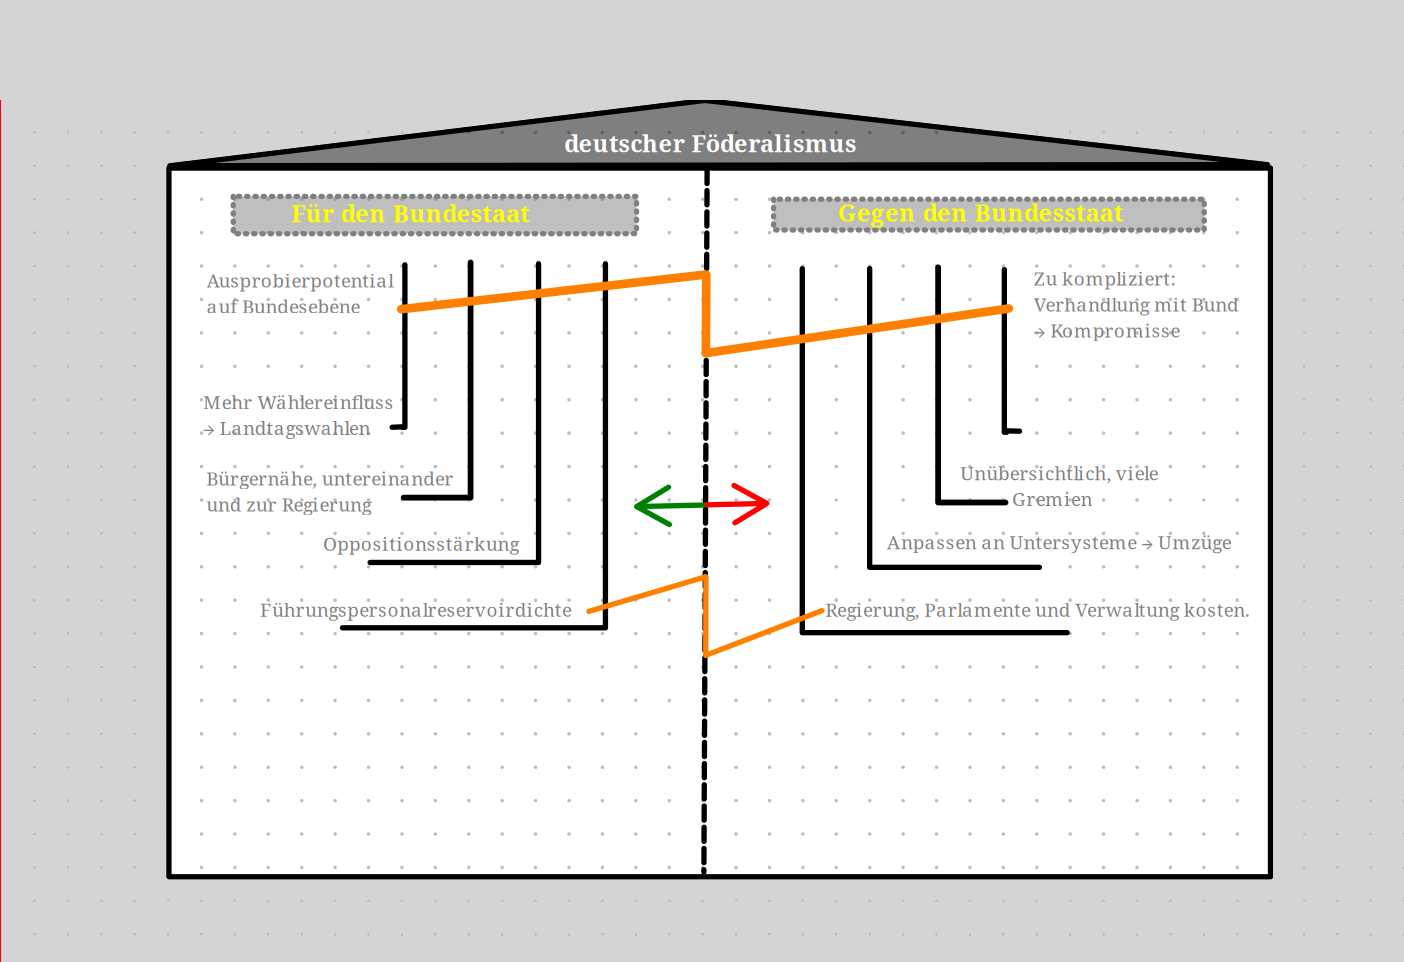 deutscher Föderalismus
Für den Bundestaat
Ausprobierpotential
auf Bundesebene
Mehr Wählereinfluss
→ Landtagswahlen
Bürgernähe, untereinander
und zur Regierung
Oppositionsstärkung
Führungspersonalreservoirdichte
Gegen den Bundesstaat
Zu kompliziert:
Verhandlung mit Bund
→ Kompromisse
Unübersichtlich, viele
Gremien
Anpassen an Untersysteme → Umzüge
Regierung, Parlamente und Verwaltung kosten.